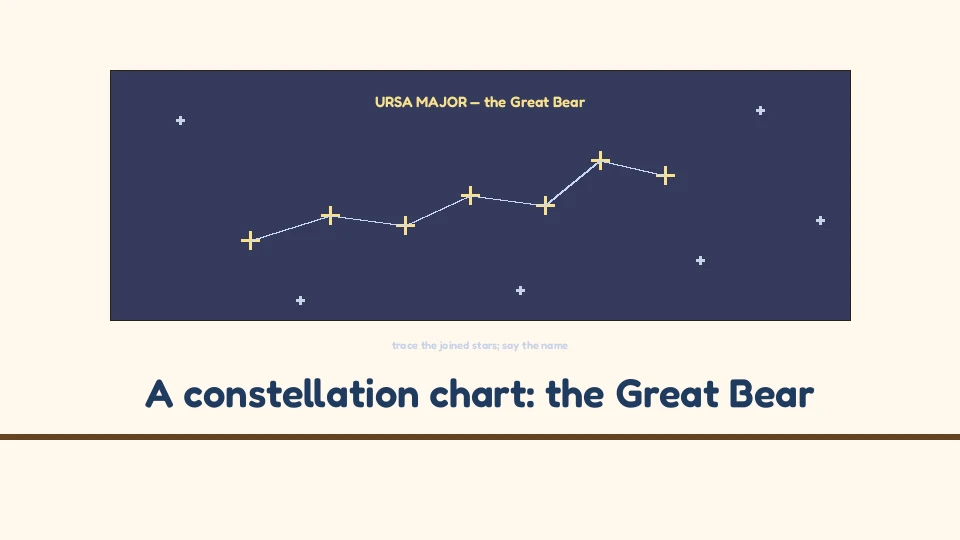 URSA MAJOR — the Great Bear
trace the joined stars; say the name
A constellation chart: the Great Bear